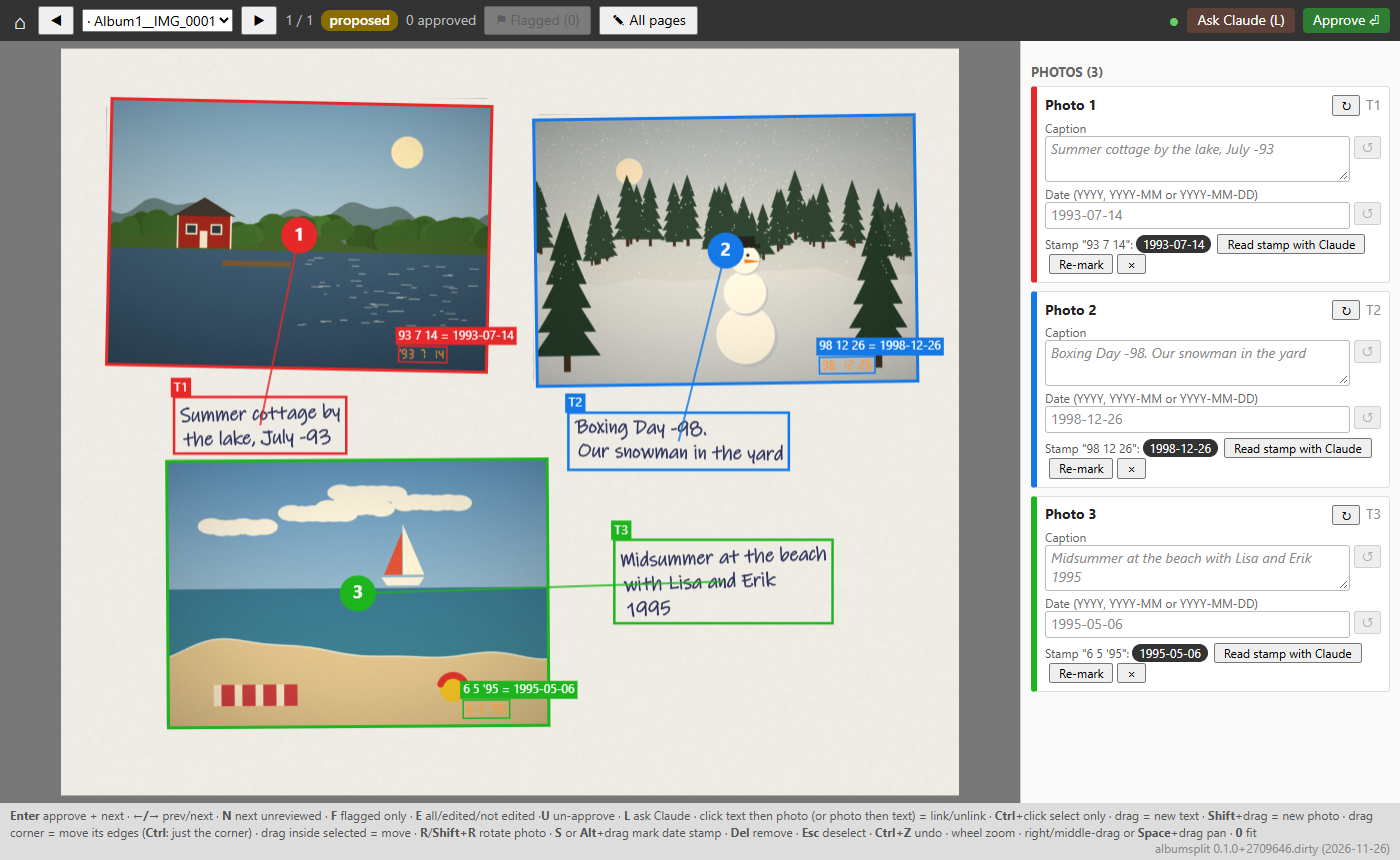 ⌂ ◀ · Album1__IMG_0001 ▶ 1 / 1 proposed 0 approved ⚑ Flagged (0) ✎ All pages ● Ask Claude (L) Approve ⏎
1
93 7 14 = 1993-07-14
'93 7 14
T1
Summer cottage by
the lake, July -93
2
98 12 26 = 1998-12-26
98 12 26
T2
Boxing Day -98.
Our snowman in the yard
3
6 5 '95 = 1995-05-06
T3
Midsummer at the beach
with Lisa and Erik
1995
PHOTOS (3)
Photo 1 ↻ T1
Caption
Summer cottage by the lake, July -93
Date (YYYY, YYYY-MM or YYYY-MM-DD)
1993-07-14
Stamp "93 7 14": 1993-07-14 Read stamp with Claude
Re-mark ×
Photo 2 ↻ T2
Caption
Boxing Day -98. Our snowman in the yard
Date (YYYY, YYYY-MM or YYYY-MM-DD)
1998-12-26
Stamp "98 12 26": 1998-12-26 Read stamp with Claude
Re-mark ×
Photo 3 ↻ T3
Caption
Midsummer at the beach with Lisa and Erik
1995
Date (YYYY, YYYY-MM or YYYY-MM-DD)
1995-05-06
Stamp "6 5 '95": 1995-05-06 Read stamp with Claude
Re-mark ×
Enter approve + next · ←/→ prev/next · N next unreviewed · F flagged only · E all/edited/not edited ·U un-approve · L ask Claude · click text then photo (or photo then text) = link/unlink · Ctrl+click select only · drag = new text · Shift+drag = new photo · drag
corner = move its edges (Ctrl: just the corner) · drag inside selected = move · R/Shift+R rotate photo · S or Alt+drag mark date stamp · Del remove · Esc deselect · Ctrl+Z undo · wheel zoom · right/middle-drag or Space+drag pan · 0 fit
albumsplit 0.1.0+2709646.dirty (2026-11-26)